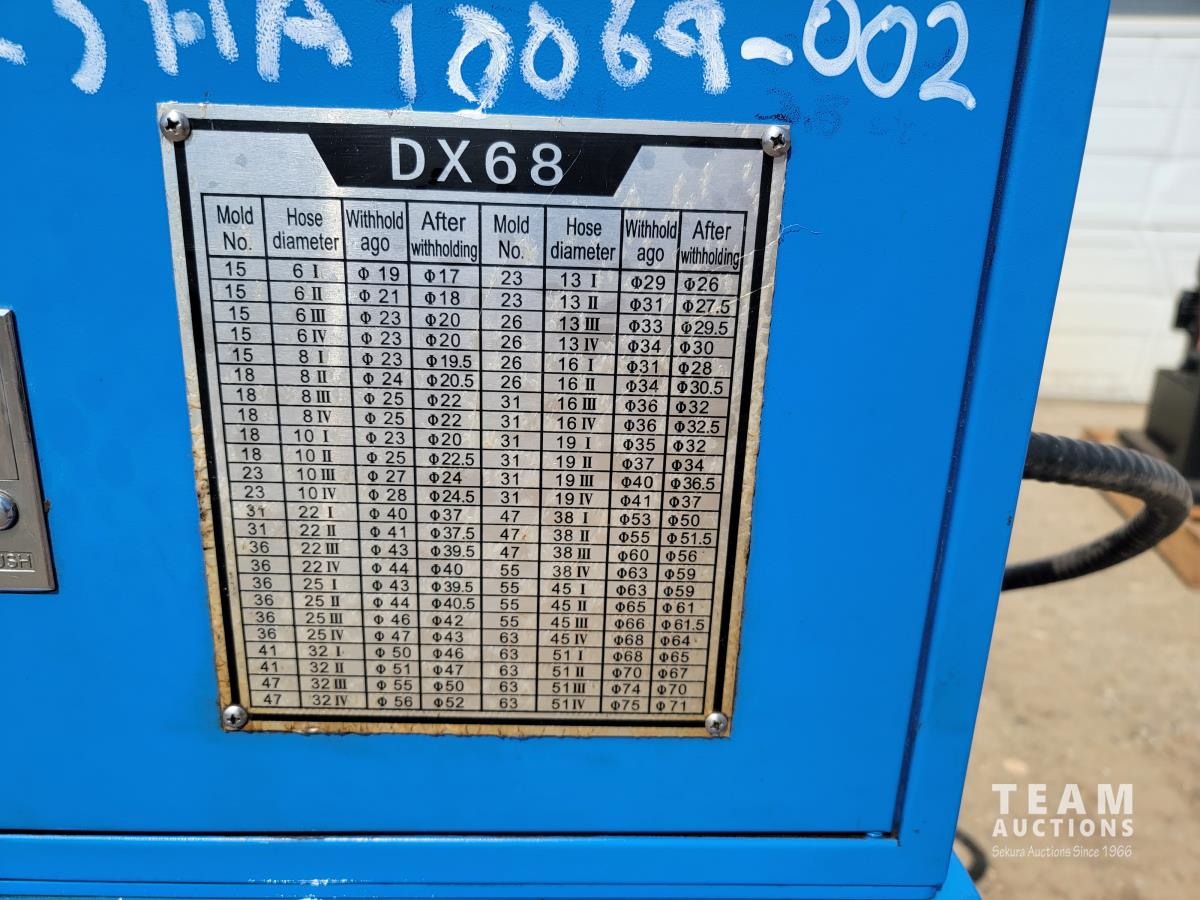 SHA10069-002
DX68
Mold No. Hose diameter Withhold ago After withholding Mold No. Hose diameter Withhold ago After withholding
15 6 I Φ 19 Φ17 23 13 I Φ29 Φ26
15 6 II Φ 21 Φ18 23 13 II Φ31 Φ27.5
15 6 III Φ 23 Φ20 26 13 III Φ33 Φ29.5
15 6 IV Φ 23 Φ20 26 13 IV Φ34 Φ30
15 8 I Φ 23 Φ19.5 26 16 I Φ31 Φ28
18 8 II Φ 24 Φ20.5 26 16 II Φ34 Φ30.5
18 8 III Φ 25 Φ22 31 16 III Φ36 Φ32
18 8 IV Φ 25 Φ22 31 16 IV Φ36 Φ32.5
18 10 I Φ 23 Φ20 31 19 I Φ35 Φ32
18 10 II Φ 25 Φ22.5 31 19 II Φ37 Φ34
23 10 III Φ 27 Φ24 31 19 III Φ40 Φ36.5
23 10 IV Φ 28 Φ24.5 31 19 IV Φ41 Φ37
31 22 I Φ 40 Φ37 47 38 I Φ53 Φ50
31 22 II Φ 41 Φ37.5 47 38 II Φ55 Φ51.5
36 22 III Φ 43 Φ39.5 47 38 III Φ60 Φ56
36 22 IV Φ 44 Φ40 55 38 IV Φ63 Φ59
36 25 I Φ 43 Φ39.5 55 45 I Φ63 Φ59
36 25 II Φ 44 Φ40.5 55 45 II Φ65 Φ61
36 25 III Φ 46 Φ42 55 45 III Φ66 Φ61.5
36 25 IV Φ 47 Φ43 63 45 IV Φ68 Φ64
41 32 I Φ 50 Φ46 63 51 I Φ68 Φ65
41 32 II Φ 51 Φ47 63 51 II Φ70 Φ67
47 32 III Φ 55 Φ50 63 51 III Φ74 Φ70
47 32 IV Φ 56 Φ52 63 51 IV Φ75 Φ71
USH
TEAM
AUCTIONS
Sekura Auctions Since 1966